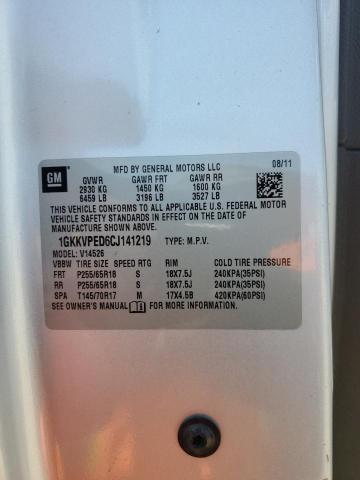 MFD BY GENERAL MOTORS LLC 08/11
GM GVWR GAWR FRT GAWR RR
2930 KG 1450 KG 1600 KG
6459 LB 3196 LB 3527 LB
THIS VEHICLE CONFORMS TO ALL APPLICABLE U.S. FEDERAL MOTOR
VEHICLE SAFETY STANDARDS IN EFFECT ON THE DATE OF
MANUFACTURE SHOWN ABOVE.
1GKKVPED6CJ141219 TYPE: M.P.V.
MODEL: V14526
VBBW TIRE SIZE SPEED RTG RIM COLD TIRE PRESSURE
FRT P255/65R18 S 18X7.5J 240KPA(35PSI)
RR P255/65R18 S 18X7.5J 240KPA(35PSI)
SPA T145/70R17 M 17X4.5B 420KPA(60PSI)
SEE OWNER'S MANUAL FOR MORE INFORMATION.